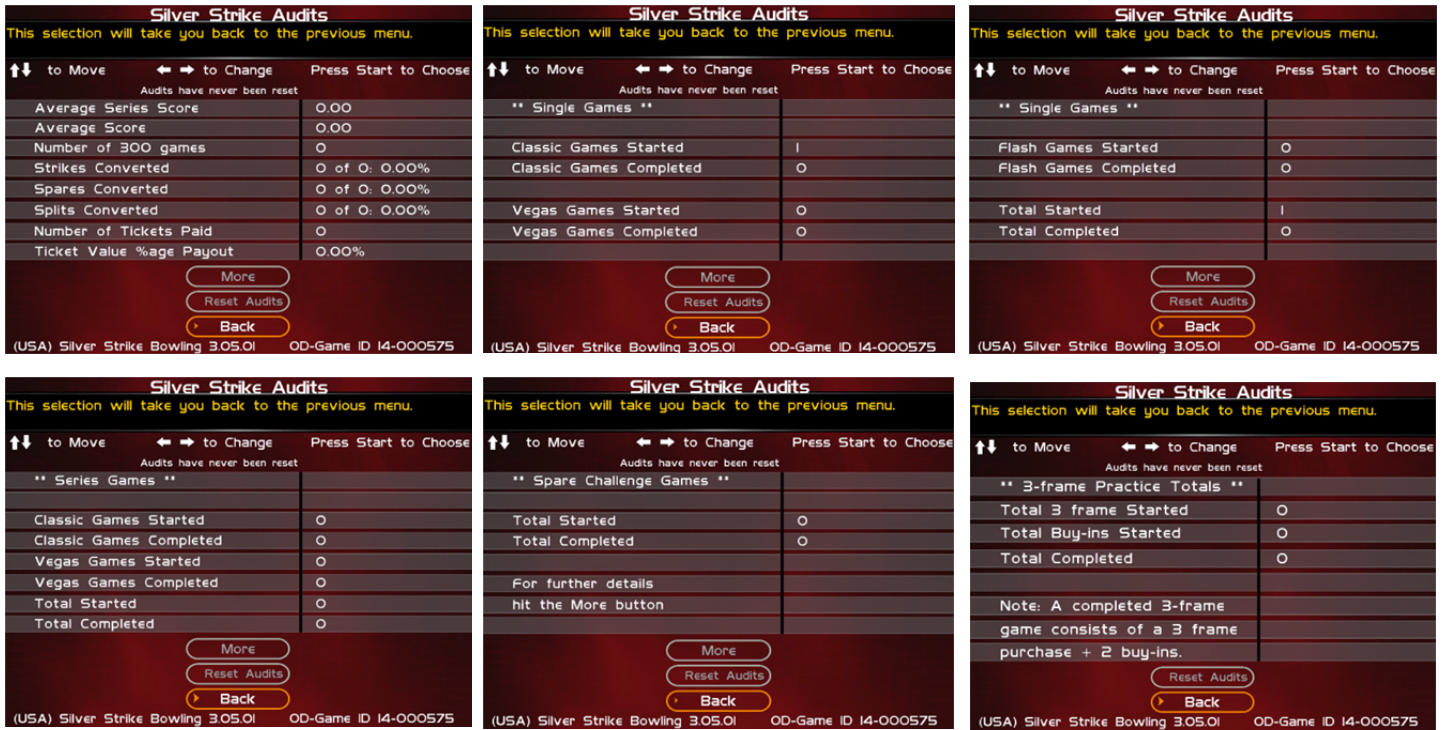 Silver Strike Audits
This selection will take you back to the previous menu.
to Move to Change Press Start to Choose
Audits have never been reset
Average Series Score 0.00
Average Score 0.00
Number of 300 games 0
Strikes Converted 0 of 0: 0.00%
Spares Converted 0 of 0: 0.00%
Splits Converted 0 of 0: 0.00%
Number of Tickets Paid 0
Ticket Value %age Payout 0.00%
More
Reset Audits
Back
(USA) Silver Strike Bowling 3.05.01 OD-Game ID 14-000575
Silver Strike Audits
This selection will take you back to the previous menu.
to Move to Change Press Start to Choose
Audits have never been reset
** Single Games **
Classic Games Started 1
Classic Games Completed 0
Vegas Games Started 0
Vegas Games Completed 0
More
Reset Audits
Back
(USA) Silver Strike Bowling 3.05.01 OD-Game ID 14-000575
Silver Strike Audits
This selection will take you back to the previous menu.
to Move to Change Press Start to Choose
Audits have never been reset
** Single Games **
Flash Games Started 0
Flash Games Completed 0
Total Started 1
Total Completed 0
More
Reset Audits
Back
(USA) Silver Strike Bowling 3.05.01 OD-Game ID 14-000575
Silver Strike Audits
This selection will take you back to the previous menu.
to Move to Change Press Start to Choose
Audits have never been reset
** Series Games **
Classic Games Started 0
Classic Games Completed 0
Vegas Games Started 0
Vegas Games Completed 0
Total Started 0
Total Completed 0
More
Reset Audits
Back
(USA) Silver Strike Bowling 3.05.01 OD-Game ID 14-000575
Silver Strike Audits
This selection will take you back to the previous menu.
to Move to Change Press Start to Choose
Audits have never been reset
** Spare Challenge Games **
Total Started 0
Total Completed 0
For further details
hit the More button
More
Reset Audits
Back
(USA) Silver Strike Bowling 3.05.01 OD-Game ID 14-000575
Silver Strike Audits
This selection will take you back to the previous menu.
to Move to Change Press Start to Choose
Audits have never been reset
** 3-frame Practice Totals **
Total 3 frame Started 0
Total Buy-ins Started 0
Total Completed 0
Note: A completed 3-frame
game consists of a 3 frame
purchase + 2 buy-ins.
Reset Audits
Back
(USA) Silver Strike Bowling 3.05.01 OD-Game ID 14-000575